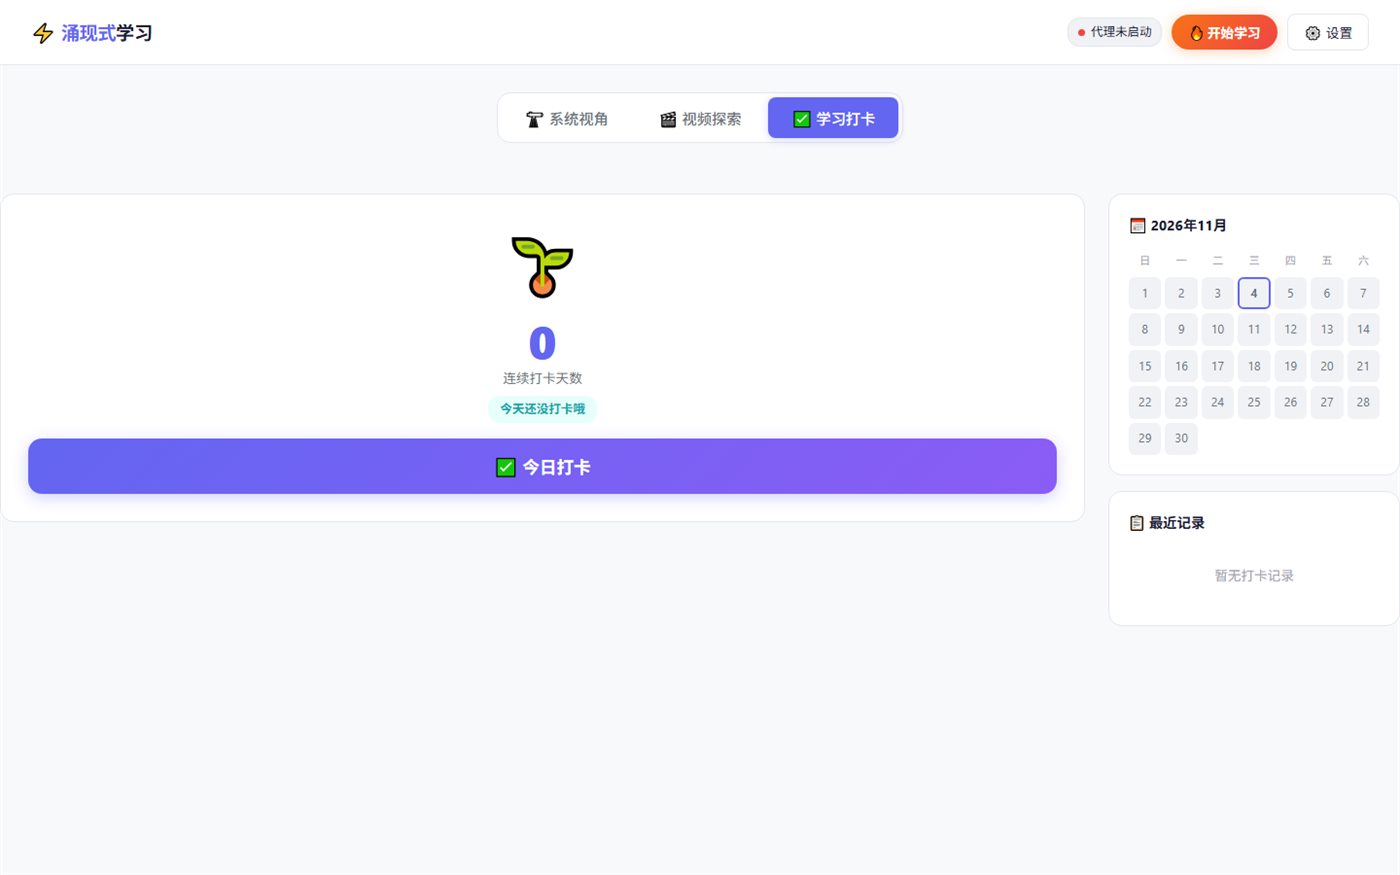 涌现式学习
代理未启动
开始学习
设置
系统视角
视频探索
学习打卡
0
连续打卡天数
今天还没打卡哦
今日打卡
2026年11月
日 一 二 三 四 五 六
1 2 3 4 5 6 7
8 9 10 11 12 13 14
15 16 17 18 19 20 21
22 23 24 25 26 27 28
29 30
最近记录
暂无打卡记录